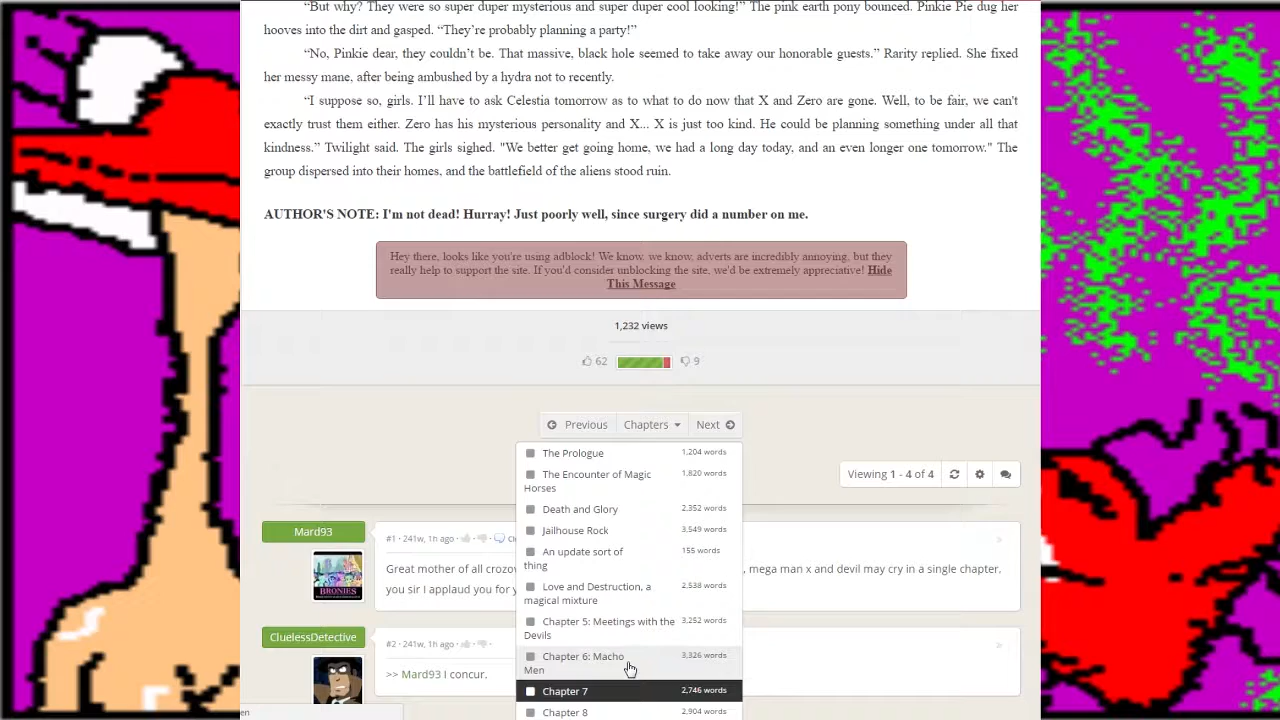 “But why? They were so super duper mysterious and super duper cool looking!” The pink earth pony bounced. Pinkie Pie dug her
hooves into the dirt and gasped. “They’re probably planning a party!”
“No, Pinkie couldn’t be. That massive, black hole seemed to take away our honorable guests.” Rarity replied. She fixed
her messy mane, after being ambushed by a hydra not to recently.
“I suppose so, girls. I’ll have to ask Celestia tomorrow as to what to do now that X and Zero are gone. Well, to be fair, we can't
exactly trust them either. Zero has his mysterious personality and X... X is just too kind. He could be planning something under all that
kindness.” Twilight said. The girls sighed. "We better get going home, we had a long day today, and an even longer one tomorrow." The
group dispersed into their homes and the battlefield of the aliens stood ruin.
AUTHOR'S NOTE: I'm not dead! Hurray! Just poorly well, since surgery did a number on me.
Hey there! Looks like you're using adblock! We know, we know, adverts are incredibly annoying, but they
really help to support the site. If you'd consider unblocking the site, we'd be extremely appreciative! Hide
This Message
1,232 views
62 9
Previous Chapters Next
The Prologue 1,204 words
The Encounter of Magic 1,820 words
Horses
Viewing 1 - 4 of 4
Death and Glory 2,352 words
Jailhouse Rock 3,549 words
An update sort of 155 words
thing
Love and Destruction, a 2,538 words
magical mixture
Chapter 5: Meetings with the 3,252 words
Devils
Chapter 6: Macho 3,326 words
Men
Chapter 7 2,746 words
Chapter 8 2,904 words
Mard93
#1 · 241w, 1h ago
BRONIES
Great mother of all , mega man x and devil may cry in a single chapter,
you sir I applaud you for
CluelessDetective
#2 · 241w, 1h ago
>> Mard93 I concur.
en